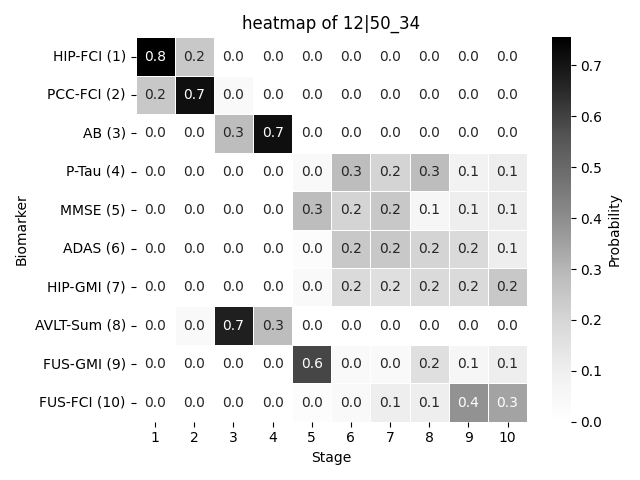 heatmap of 12|50_34
HIP-FCI (1) 0.8 0.2 0.0 0.0 0.0 0.0 0.0 0.0 0.0 0.0
PCC-FCI (2) 0.2 0.7 0.0 0.0 0.0 0.0 0.0 0.0 0.0 0.0
AB (3) 0.0 0.0 0.3 0.7 0.0 0.0 0.0 0.0 0.0 0.0
P-Tau (4) 0.0 0.0 0.0 0.0 0.0 0.3 0.2 0.3 0.1 0.1
MMSE (5) 0.0 0.0 0.0 0.0 0.3 0.2 0.2 0.1 0.1 0.1
ADAS (6) 0.0 0.0 0.0 0.0 0.0 0.2 0.2 0.2 0.2 0.1
HIP-GMI (7) 0.0 0.0 0.0 0.0 0.0 0.2 0.2 0.2 0.2 0.2
AVLT-Sum (8) 0.0 0.0 0.7 0.3 0.0 0.0 0.0 0.0 0.0 0.0
FUS-GMI (9) 0.0 0.0 0.0 0.0 0.6 0.0 0.0 0.2 0.1 0.1
FUS-FCI (10) 0.0 0.0 0.0 0.0 0.0 0.0 0.1 0.1 0.4 0.3
1 2 3 4 5 6 7 8 9 10
Stage
Biomarker
0.7
0.6
0.5
0.4
0.3
0.2
0.1
0.0
Probability